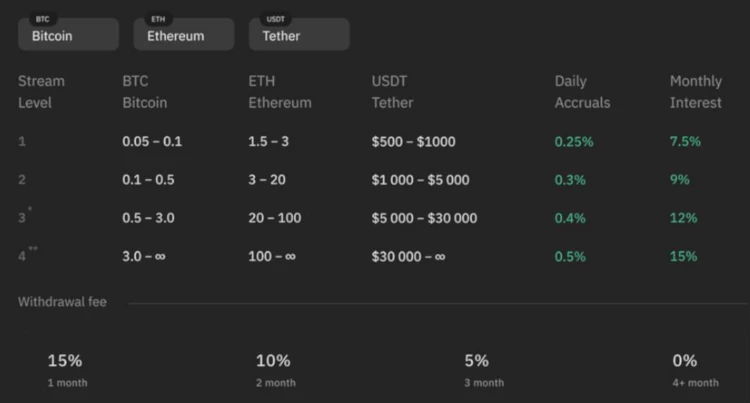 BTC ETH USDT
Bitcoin Ethereum Tether
Stream BTC ETH USDT Daily Monthly
Level Bitcoin Ethereum Tether Accruals Interest
1 0.05 – 0.1 1.5 – 3 $500 – $1000 0.25% 7.5%
2 0.1 – 0.5 3 – 20 $1 000 – $5 000 0.3% 9%
3* 0.5 – 3.0 20 – 100 $5 000 – $30 000 0.4% 12%
4** 3.0 – ∞ 100 – ∞ $30 000 – ∞ 0.5% 15%
Withdrawal fee
15% 10% 5% 0%
1 month 2 month 3 month 4+ month